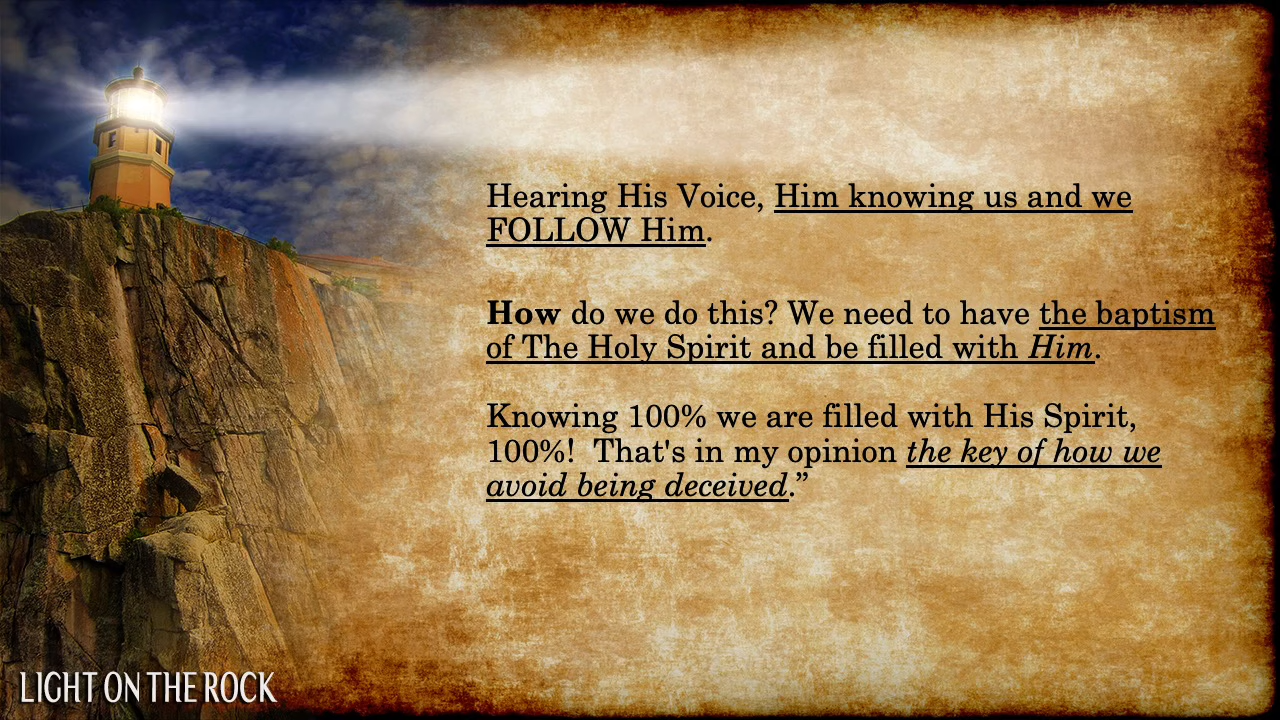 Hearing His Voice, Him knowing us and we
FOLLOW Him.
How do we do this? We need to have the baptism
of The Holy Spirit and be filled with Him.
Knowing 100% we are filled with His Spirit,
100%!  That's in my opinion the key of how we
avoid being deceived.”
LIGHT ON THE ROCK